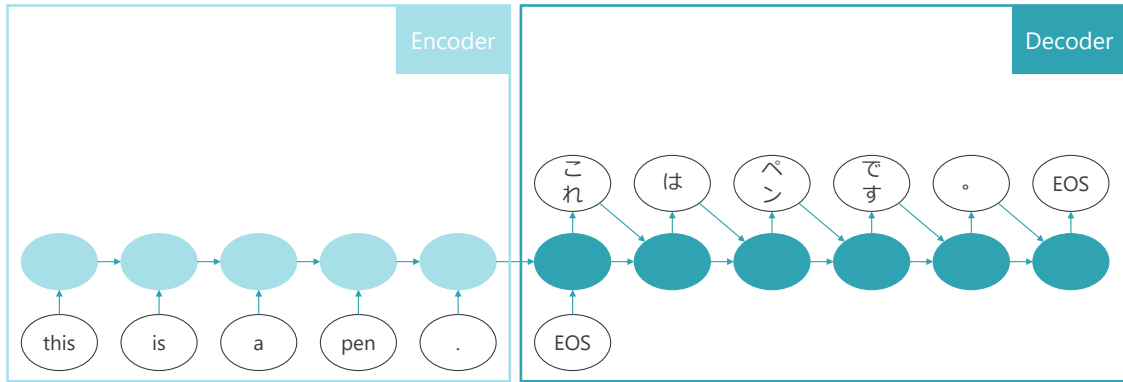 Encoder
Decoder
こ
れ
は
ペ
ン
で
す
。
EOS
this
is
a
pen
.
EOS